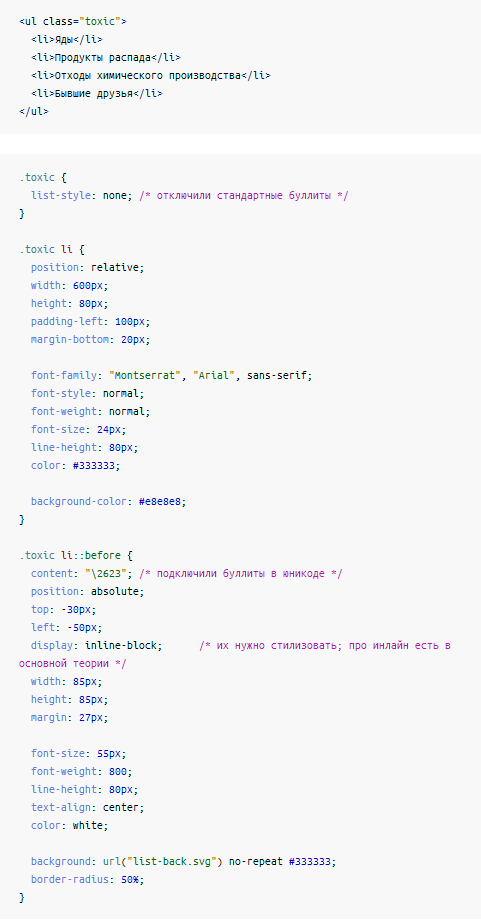 <ul class="toxic">
  <li>Яды</li>
  <li>Продукты распада</li>
  <li>Отходы химического производства</li>
  <li>Бывшие друзья</li>
</ul>
.toxic {
  list-style: none; /* отключили стандартные буллиты */
}
.toxic li {
  position: relative;
  width: 600px;
  height: 80px;
  padding-left: 100px;
  margin-bottom: 20px;
  font-family: "Montserrat", "Arial", sans-serif;
  font-style: normal;
  font-weight: normal;
  font-size: 24px;
  line-height: 80px;
  color: #333333;
  background-color: #e8e8e8;
}
.toxic li::before {
  content: "\2623"; /* подключили буллиты в юникоде */
  position: absolute;
  top: -30px;
  left: -50px;
  display: inline-block;      /* их нужно стилизовать; про инлайн есть в
основной теории */
  width: 85px;
  height: 85px;
  margin: 27px;
  font-size: 55px;
  font-weight: 800;
  line-height: 80px;
  text-align: center;
  color: white;
  background: url("list-back.svg") no-repeat #333333;
  border-radius: 50%;
}